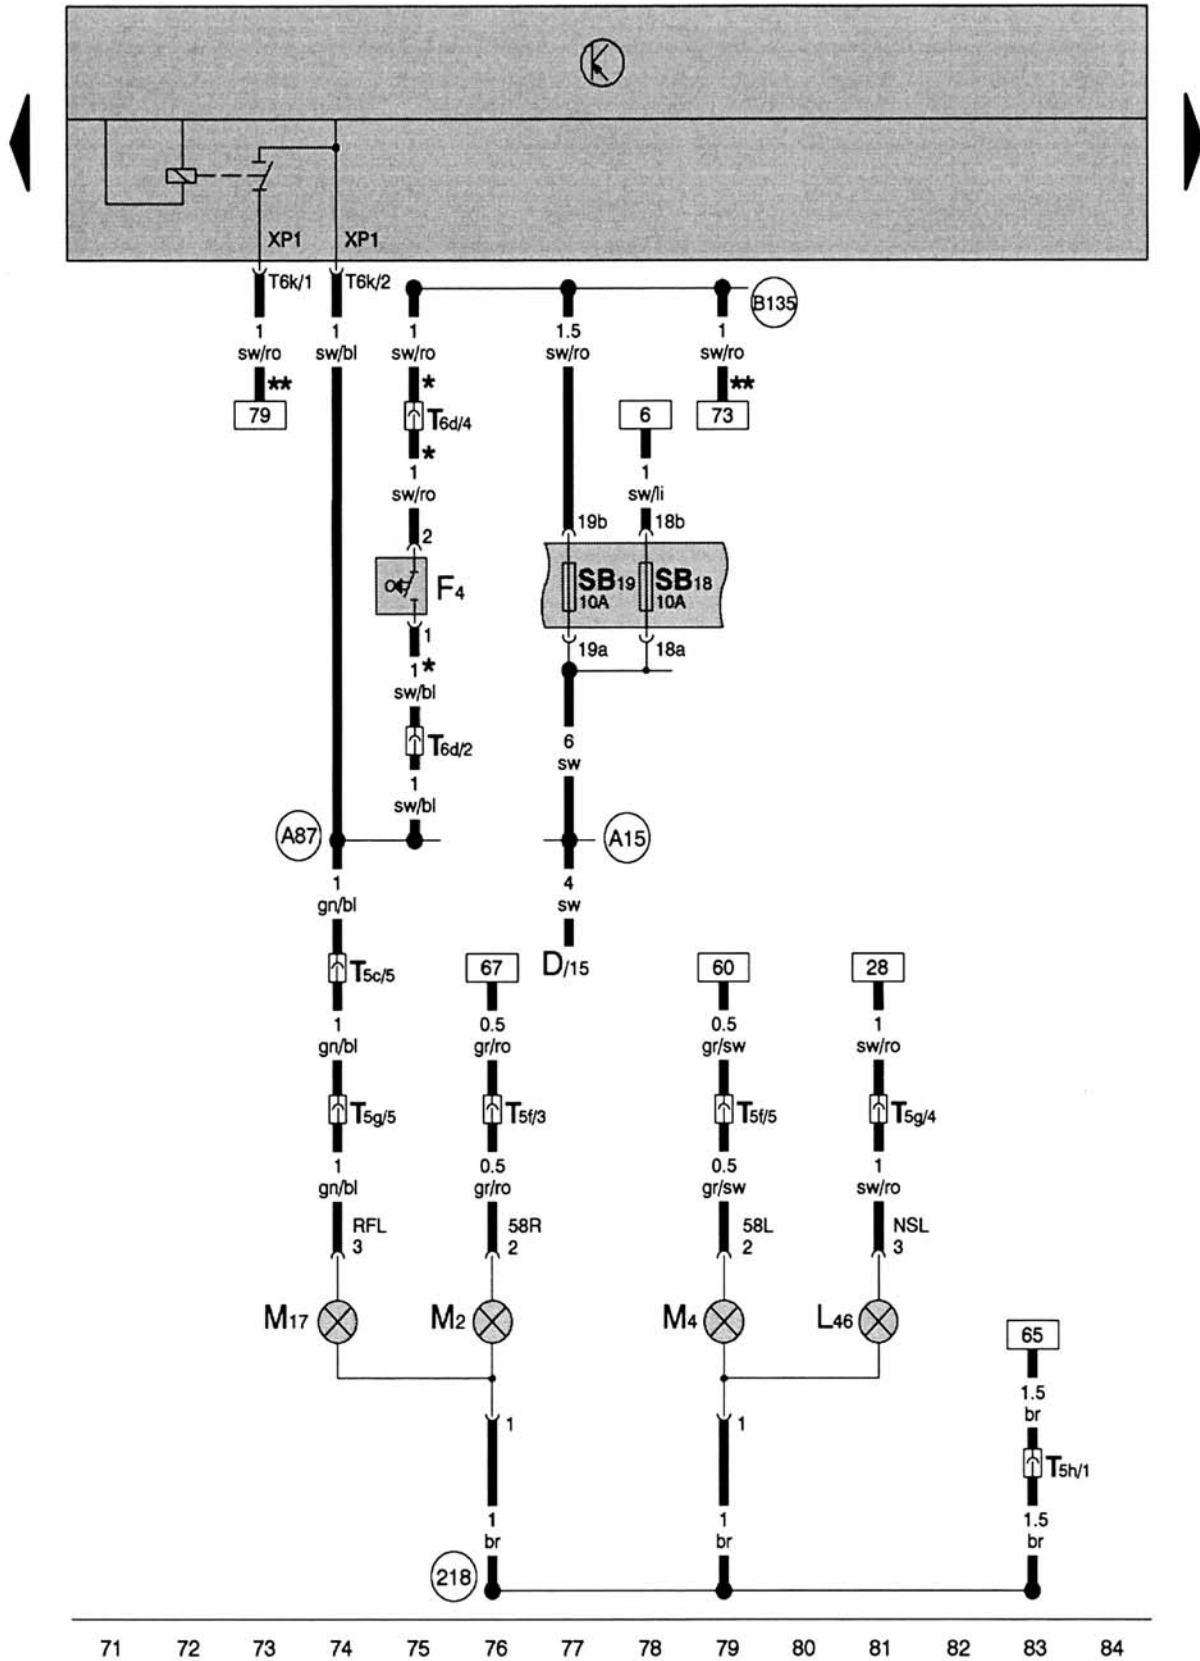 XP1 XP1
T6k/1 T6k/2
B135
1 1 1 1.5 1
sw/ro sw/bl sw/ro sw/ro sw/ro
** * **
79 T6d/4 6 73
*
1 1
sw/ro sw/li
2 19b 18b
F4 SB19 SB18
10A 10A
1 19a 18a
1 *
sw/bl
6
T6d/2
sw
1
sw/bl
A87 A15
1 4
gn/bl sw
T5c/5 67 D/15 60 28
1 0.5 0.5 1
gn/bl gr/ro gr/sw sw/ro
T5g/5 T5f/3 T5f/5 T5g/4
1 0.5 0.5 1
gn/bl gr/ro gr/sw sw/ro
RFL 58R 58L NSL
3 2 2 3
M17 M2 M4 L46
65
1.5
br
1 1
T5h/1
1 1 1.5
br br br
218
71 72 73 74 75 76 77 78 79 80 81 82 83 84